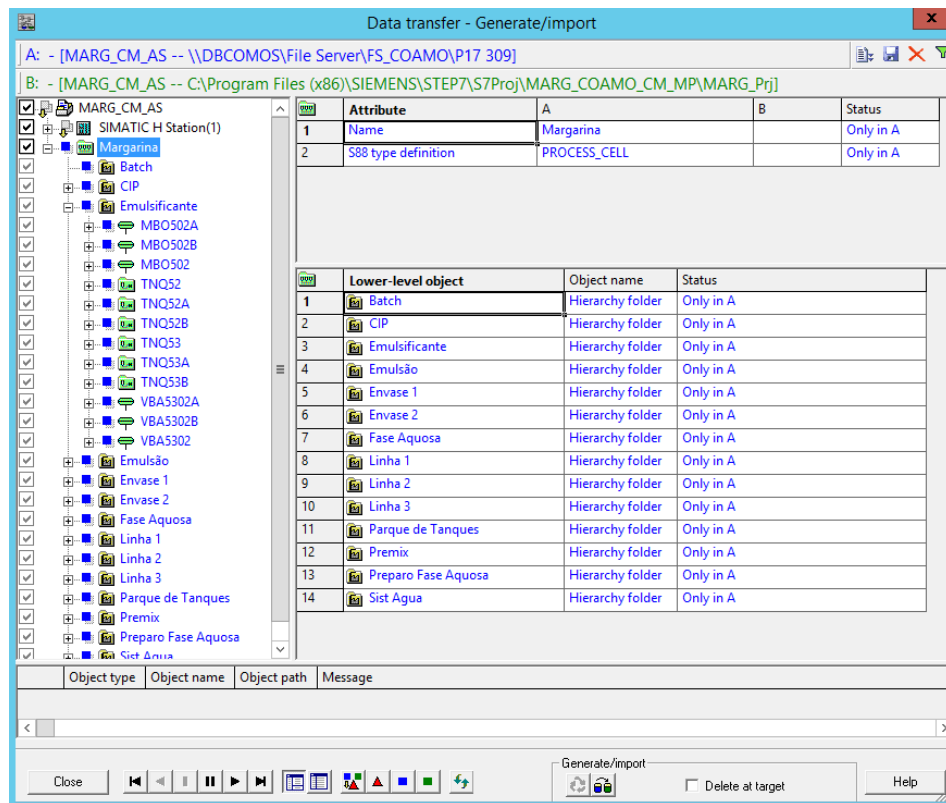 Data transfer - Generate/import
x
A: - [MARG_CM_AS -- \\DBCOMOS\File Server\FS_COAMO\P17 309]
B: - [MARG_CM_AS -- C:\Program Files (x86)\SIEMENS\STEP7\S7Proj\MARG_COAMO_CM_MP\MARG_Prj]
MARG_CM_AS
SIMATIC H Station(1)
Margarina
Batch
CIP
Emulsificante
MBO502A
MBO502B
MBO502
TNQ52
TNQ52A
TNQ52B
TNQ53
TNQ53A
TNQ53B
VBA5302A
VBA5302B
VBA5302
Emulsão
Envase 1
Envase 2
Fase Aquosa
Linha 1
Linha 2
Linha 3
Parque de Tanques
Premix
Preparo Fase Aquosa
Sist Agua
Attribute A B Status
1 Name Margarina Only in A
2 S88 type definition PROCESS_CELL Only in A
Lower-level object Object name Status
1 Batch Hierarchy folder Only in A
2 CIP Hierarchy folder Only in A
3 Emulsificante Hierarchy folder Only in A
4 Emulsão Hierarchy folder Only in A
5 Envase 1 Hierarchy folder Only in A
6 Envase 2 Hierarchy folder Only in A
7 Fase Aquosa Hierarchy folder Only in A
8 Linha 1 Hierarchy folder Only in A
9 Linha 2 Hierarchy folder Only in A
10 Linha 3 Hierarchy folder Only in A
11 Parque de Tanques Hierarchy folder Only in A
12 Premix Hierarchy folder Only in A
13 Preparo Fase Aquosa Hierarchy folder Only in A
14 Sist Agua Hierarchy folder Only in A
Object type Object name Object path Message
Generate/import
Close Delete at target Help